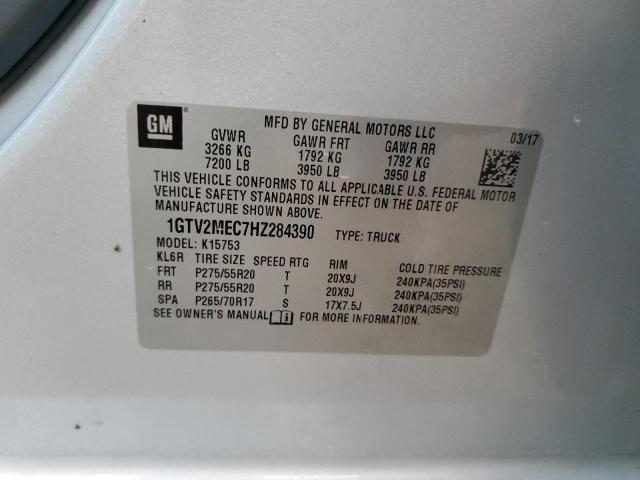 GM
®
MFD BY GENERAL MOTORS LLC
03/17
GVWR GAWR FRT GAWR RR
3266 KG 1792 KG 1792 KG
7200 LB 3950 LB 3950 LB
THIS VEHICLE CONFORMS TO ALL APPLICABLE U.S. FEDERAL MOTOR
VEHICLE SAFETY STANDARDS IN EFFECT ON THE DATE OF
MANUFACTURE SHOWN ABOVE.
1GTV2MEC7HZ284390 TYPE: TRUCK
MODEL: K15753
KL6R TIRE SIZE SPEED RTG RIM COLD TIRE PRESSURE
FRT P275/55R20 T 20X9J 240KPA(35PSI)
RR P275/55R20 T 20X9J 240KPA(35PSI)
SPA P265/70R17 S 17X7.5J 240KPA(35PSI)
SEE OWNER'S MANUAL FOR MORE INFORMATION.